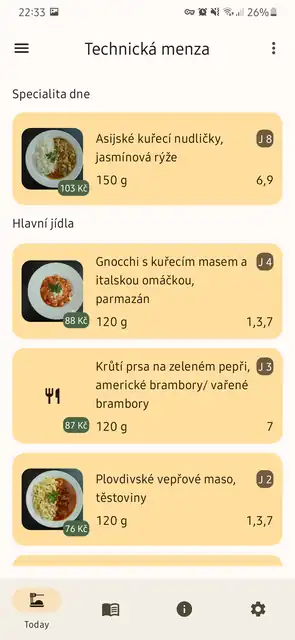 22:33 26%
Technická menza
Specialita dne
Asijské kuřecí nudličky, J 8
jasmínová rýže
103 Kč 150 g 6,9
Hlavní jídla
Gnocchi s kuřecím masem a J 4
italskou omáčkou,
parmazán
88 Kč 120 g 1,3,7
Krůtí prsa na zeleném pepři, J 3
americké brambory/ vařené
brambory
87 Kč 120 g 7
Plovdivské vepřové maso, J 2
těstoviny
76 Kč 120 g 1,3,7
Today